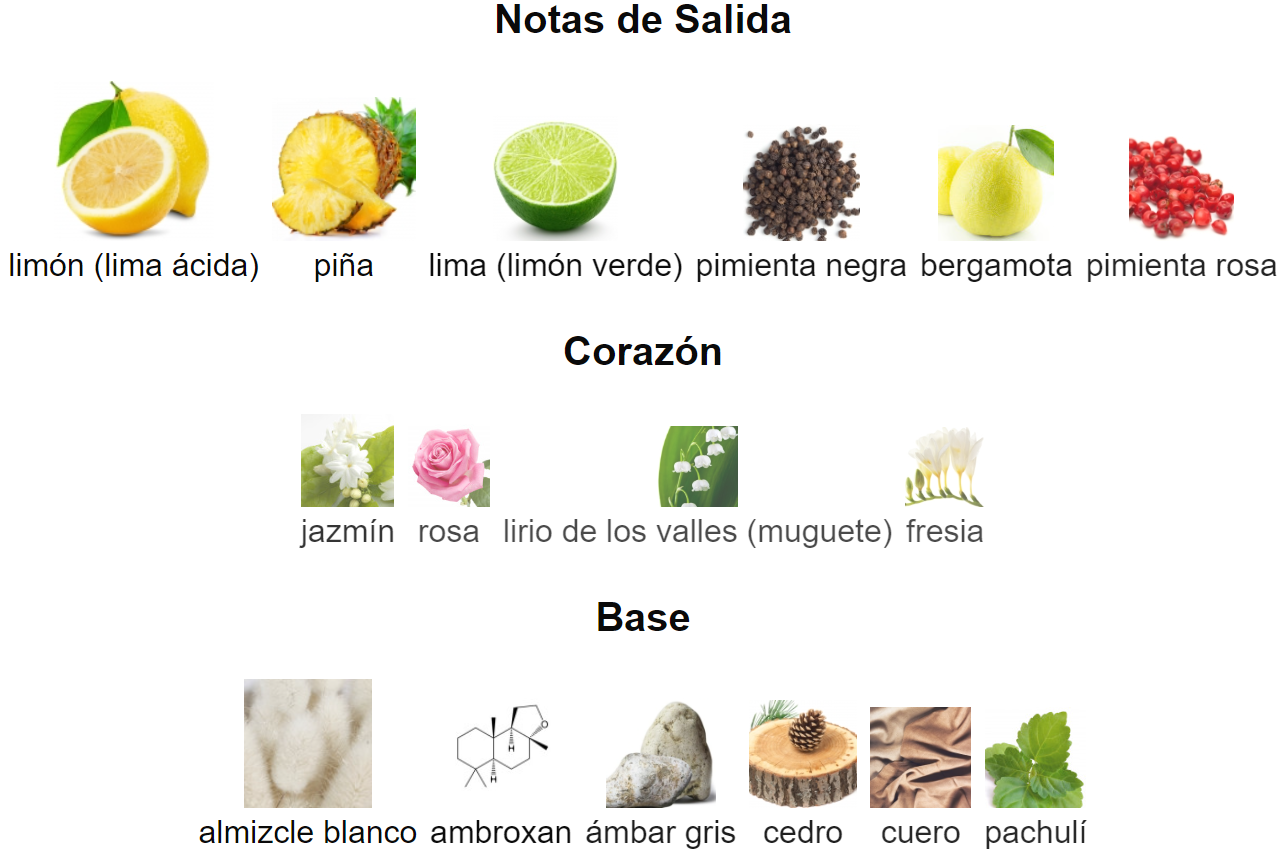 Notas de Salida
limón (lima ácida) piña lima (limón verde) pimienta negra bergamota pimienta rosa
Corazón
jazmín rosa lirio de los valles (muguete) fresia
Base
O
H
H
almizcle blanco ambroxan ámbar gris cedro cuero pachulí